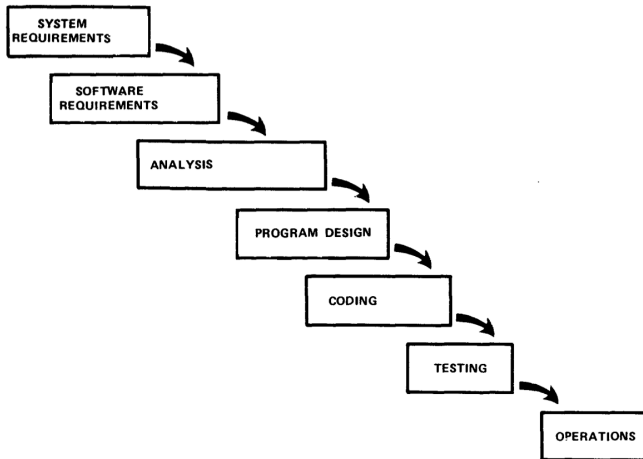 SYSTEM
REQUIREMENTS
SOFTWARE
REQUIREMENTS
ANALYSIS
PROGRAM DESIGN
CODING
TESTING
OPERATIONS